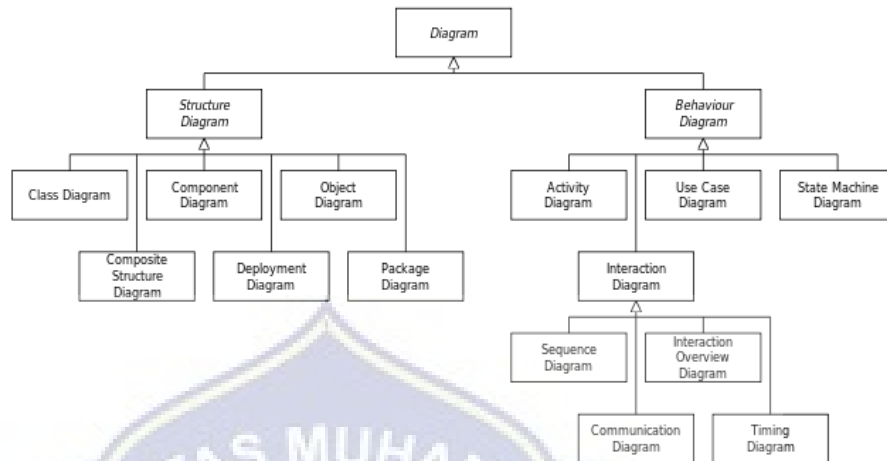 Diagram
Structure
Diagram
Behaviour
Diagram
Class Diagram
Component
Diagram
Object
Diagram
Activity
Diagram
Use Case
Diagram
State Machine
Diagram
Composite
Structure
Diagram
Deployment
Diagram
Package
Diagram
Interaction
Diagram
Sequence
Diagram
Interaction
Overview
Diagram
Communication
Diagram
Timing
Diagram